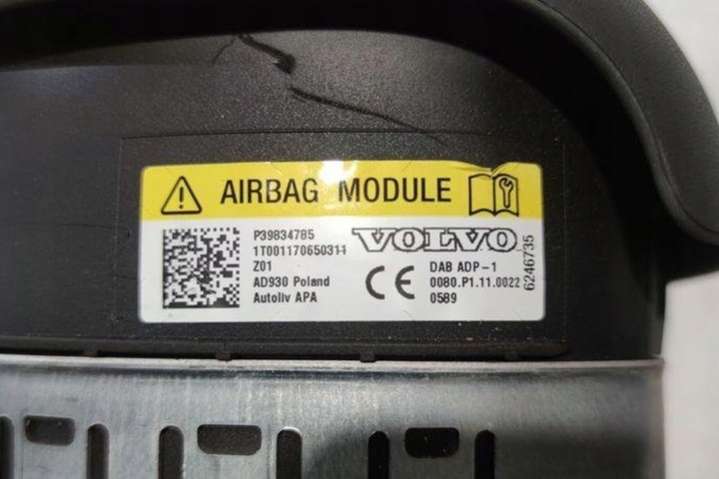 AIRBAG MODULE
P39834785
1T001170650311
Z01
AD930 Poland
Autoliv APA
VOLVO
CE
DAB ADP-1
0080.P1.11.0022
0589
6246735